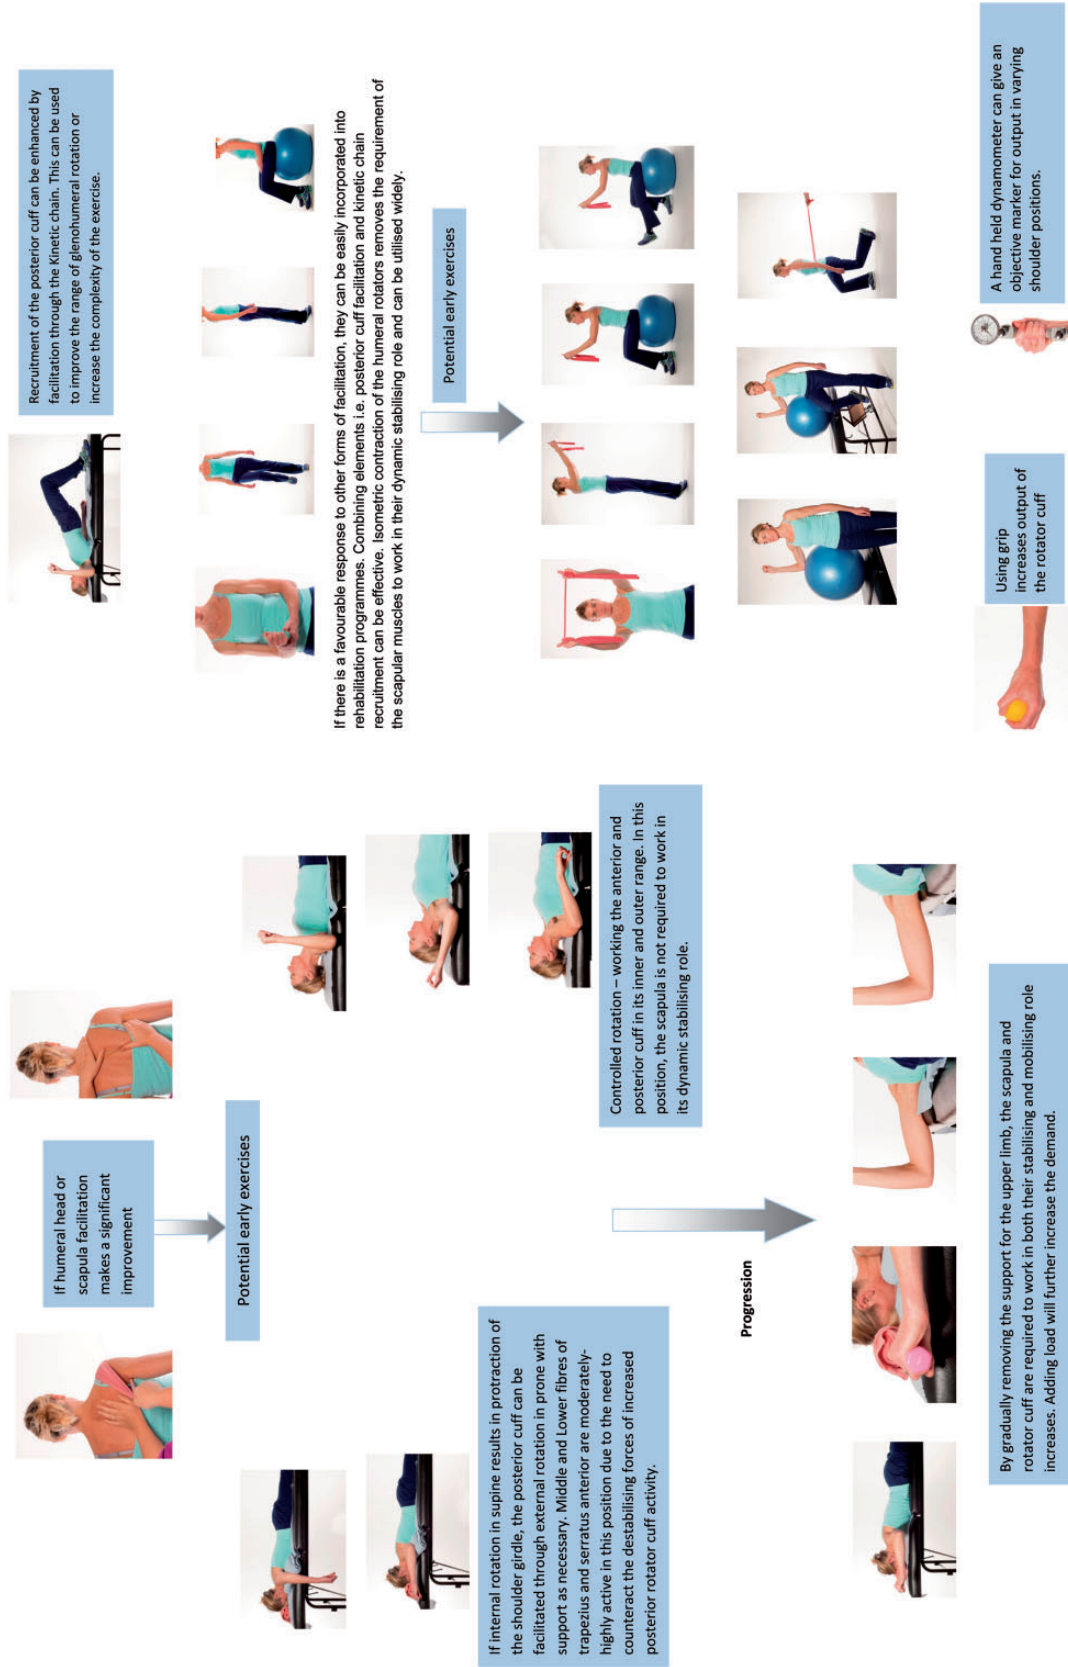 If humeral head or
scapula facilitation
makes a significant
improvement
Potential early exercises
If internal rotation in supine results in protraction of
the shoulder girdle, the posterior cuff can be
facilitated through external rotation in prone with
support as necessary. Middle and Lower fibres of
trapezius and serratus anterior are moderately-
highly active in this position due to the need to
counteract the destabilising forces of increased
posterior rotator cuff activity.
Controlled rotation – working the anterior and
posterior cuff in its inner and outer range. In this
position, the scapula is not required to work in
its dynamic stabilising role.
Progression
By gradually removing the support for the upper limb, the scapula and
rotator cuff are required to work in both their stabilising and mobilising role
increases. Adding load will further increase the demand.
Recruitment of the posterior cuff can be enhanced by
facilitation through the Kinetic chain. This can be used
to improve the range of glenohumeral rotation or
increase the complexity of the exercise.
If there is a favourable response to other forms of facilitation, they can be easily incorporated into
rehabilitation programmes. Combining elements i.e. posterior cuff facilitation and kinetic chain
recruitment can be effective. Isometric contraction of the humeral rotators removes the requirement of
the scapular muscles to work in their dynamic stabilising role and can be utilised widely.
Potential early exercises
Using grip
increases output of
the rotator cuff
A hand held dynamometer can give an
objective marker for output in varying
shoulder positions.